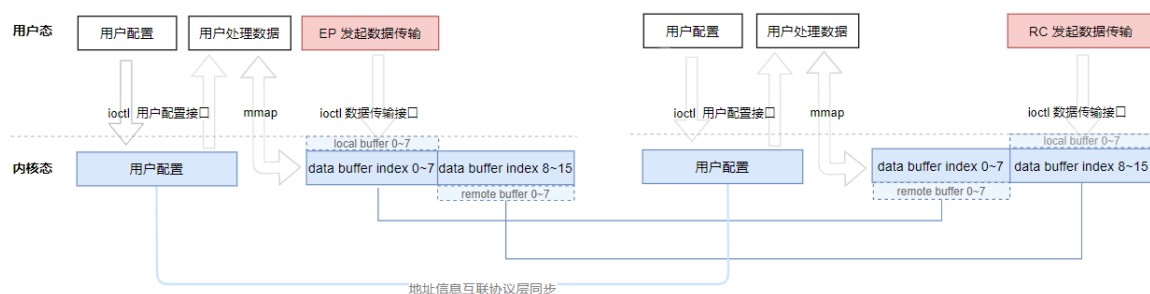 用户态
用户配置
用户处理数据
EP 发起数据传输
用户配置
用户处理数据
RC 发起数据传输
ioctl 用户配置接口
mmap
ioctl 数据传输接口
ioctl 用户配置接口
mmap
ioctl 数据传输接口
内核态
用户配置
local buffer 0~7
data buffer index 0~7
data buffer index 8~15
remote buffer 0~7
用户配置
local buffer 0~7
data buffer index 0~7
data buffer index 8~15
remote buffer 0~7
地址信息互联协议层同步